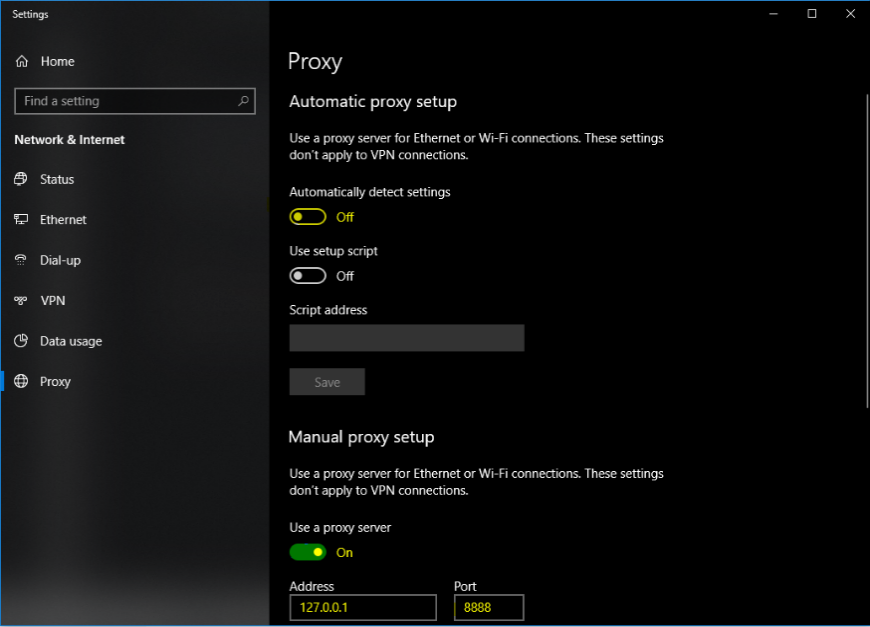 Settings
Home
Find a setting
Network & Internet
Status
Ethernet
Dial-up
VPN
Data usage
Proxy
Proxy
Automatic proxy setup
Use a proxy server for Ethernet or Wi-Fi connections. These settings
don't apply to VPN connections.
Automatically detect settings
Off
Use setup script
Off
Script address
Save
Manual proxy setup
Use a proxy server for Ethernet or Wi-Fi connections. These settings
don't apply to VPN connections.
Use a proxy server
On
Address Port
127.0.0.1 8888